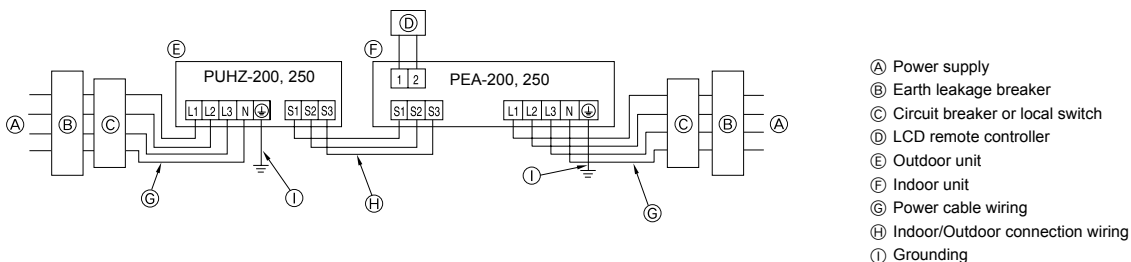 Ⓓ
Ⓔ
Ⓕ
PUHZ-200, 250
1 2
PEA-200, 250
L1 L2 L3 N
S1 S2 S3
S1 S2 S3
L1 L2 L3 N
Ⓐ Ⓑ Ⓒ
Ⓒ Ⓑ Ⓐ
Ⓖ
Ⓘ
Ⓗ
Ⓘ
Ⓖ
Ⓐ Power supply
Ⓑ Earth leakage breaker
Ⓒ Circuit breaker or local switch
Ⓓ LCD remote controller
Ⓔ Outdoor unit
Ⓕ Indoor unit
Ⓖ Power cable wiring
Ⓗ Indoor/Outdoor connection wiring
Ⓘ Grounding